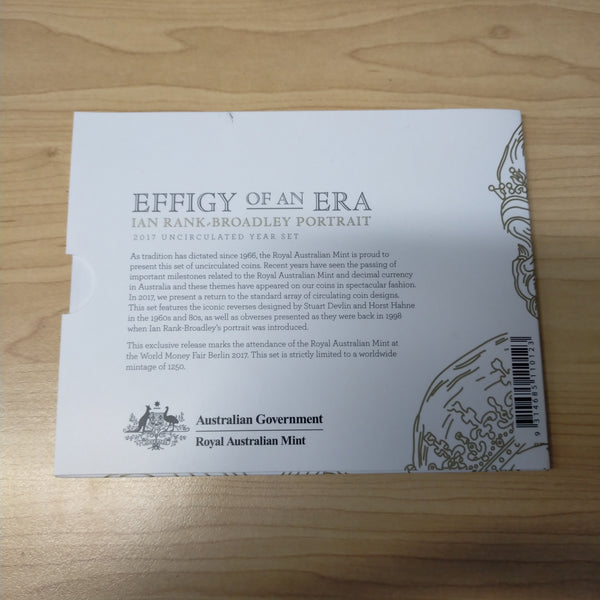 EFFIGY OF AN ERA
IAN RANK-BROADLEY PORTRAIT
2017 UNCIRCULATED YEAR SET
As tradition has dictated since 1966, the Royal Australian Mint is proud to
present this set of uncirculated coins. Recent years have seen the passing of
important milestones related to the Royal Australian Mint and decimal currency
in Australia and these themes have appeared on our coins in spectacular fashion.
In 2017, we present a return to the standard array of circulating coin designs.
This set features the iconic reverses designed by Stuart Devlin and Horst Hahne
in the 1960s and 80s, as well as obverses presented as they were back in 1998
when Ian Rank-Broadley's portrait was introduced.
This exclusive release marks the attendance of the Royal Australian Mint at
the World Money Fair Berlin 2017. This set is strictly limited to a worldwide
mintage of 1250.
Australian Government
Royal Australian Mint
9 314685 110123